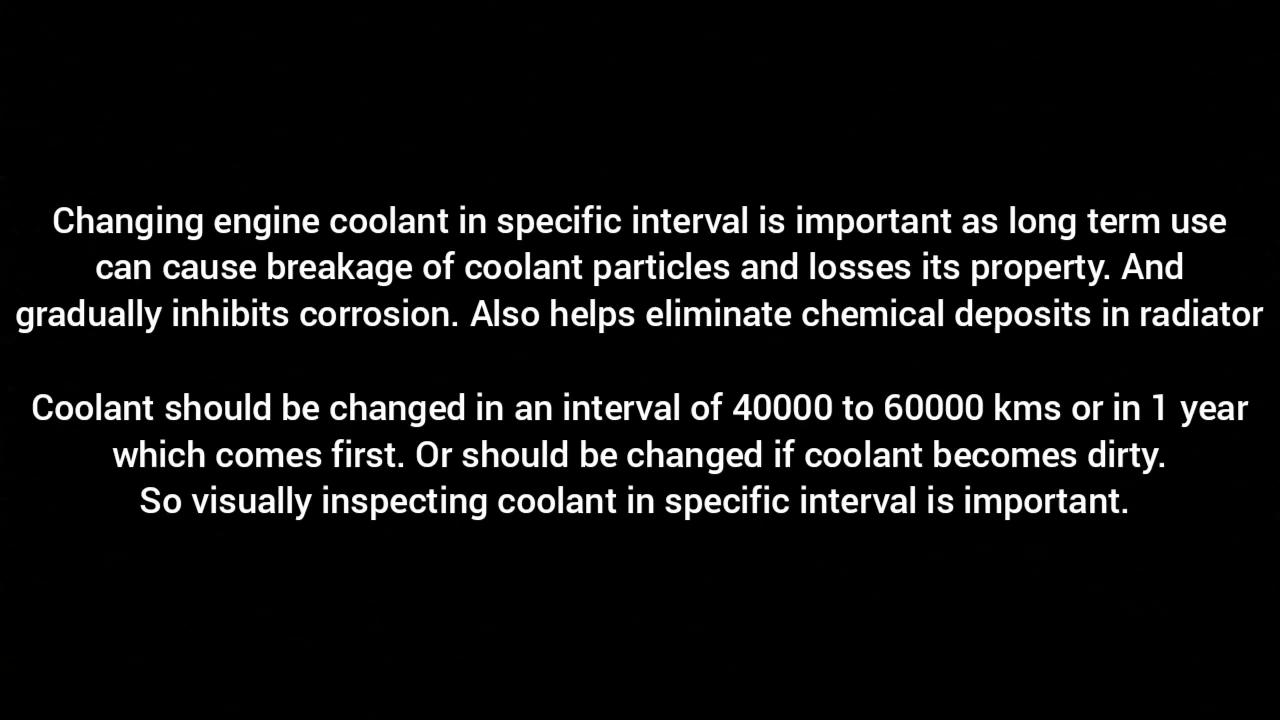 Changing engine coolant in specific interval is important as long term use
can cause breakage of coolant particles and losses its property. And
gradually inhibits corrosion. Also helps eliminate chemical deposits in radiator
Coolant should be changed in an interval of 40000 to 60000 kms or in 1 year
which comes first. Or should be changed if coolant becomes dirty.
So visually inspecting coolant in specific interval is important.